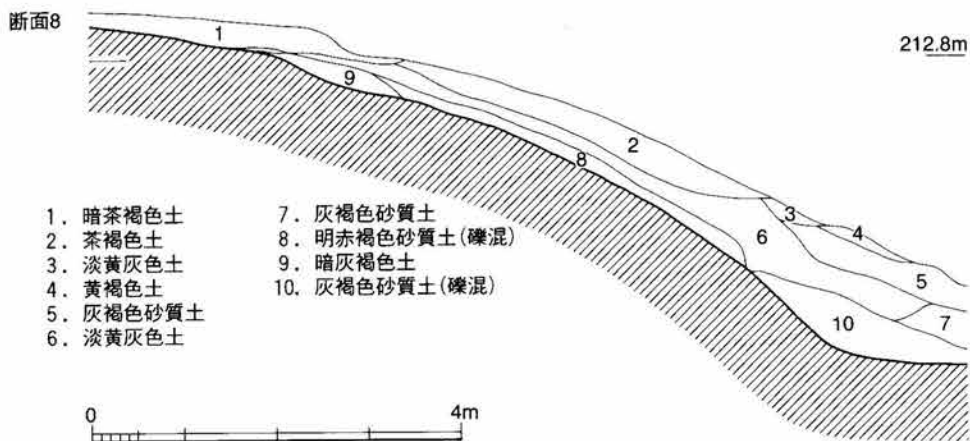 断面8
212.8m
1
9
2
8
3
4
6
5
7
10
1. 暗茶褐色土
2. 茶褐色土
3. 淡黄灰色土
4. 黄褐色土
5. 灰褐色砂質土
6. 淡黄灰色土
7. 灰褐色砂質土
8. 明赤褐色砂質土(礫混)
9. 暗灰褐色土
10. 灰褐色砂質土(礫混)
0 4m